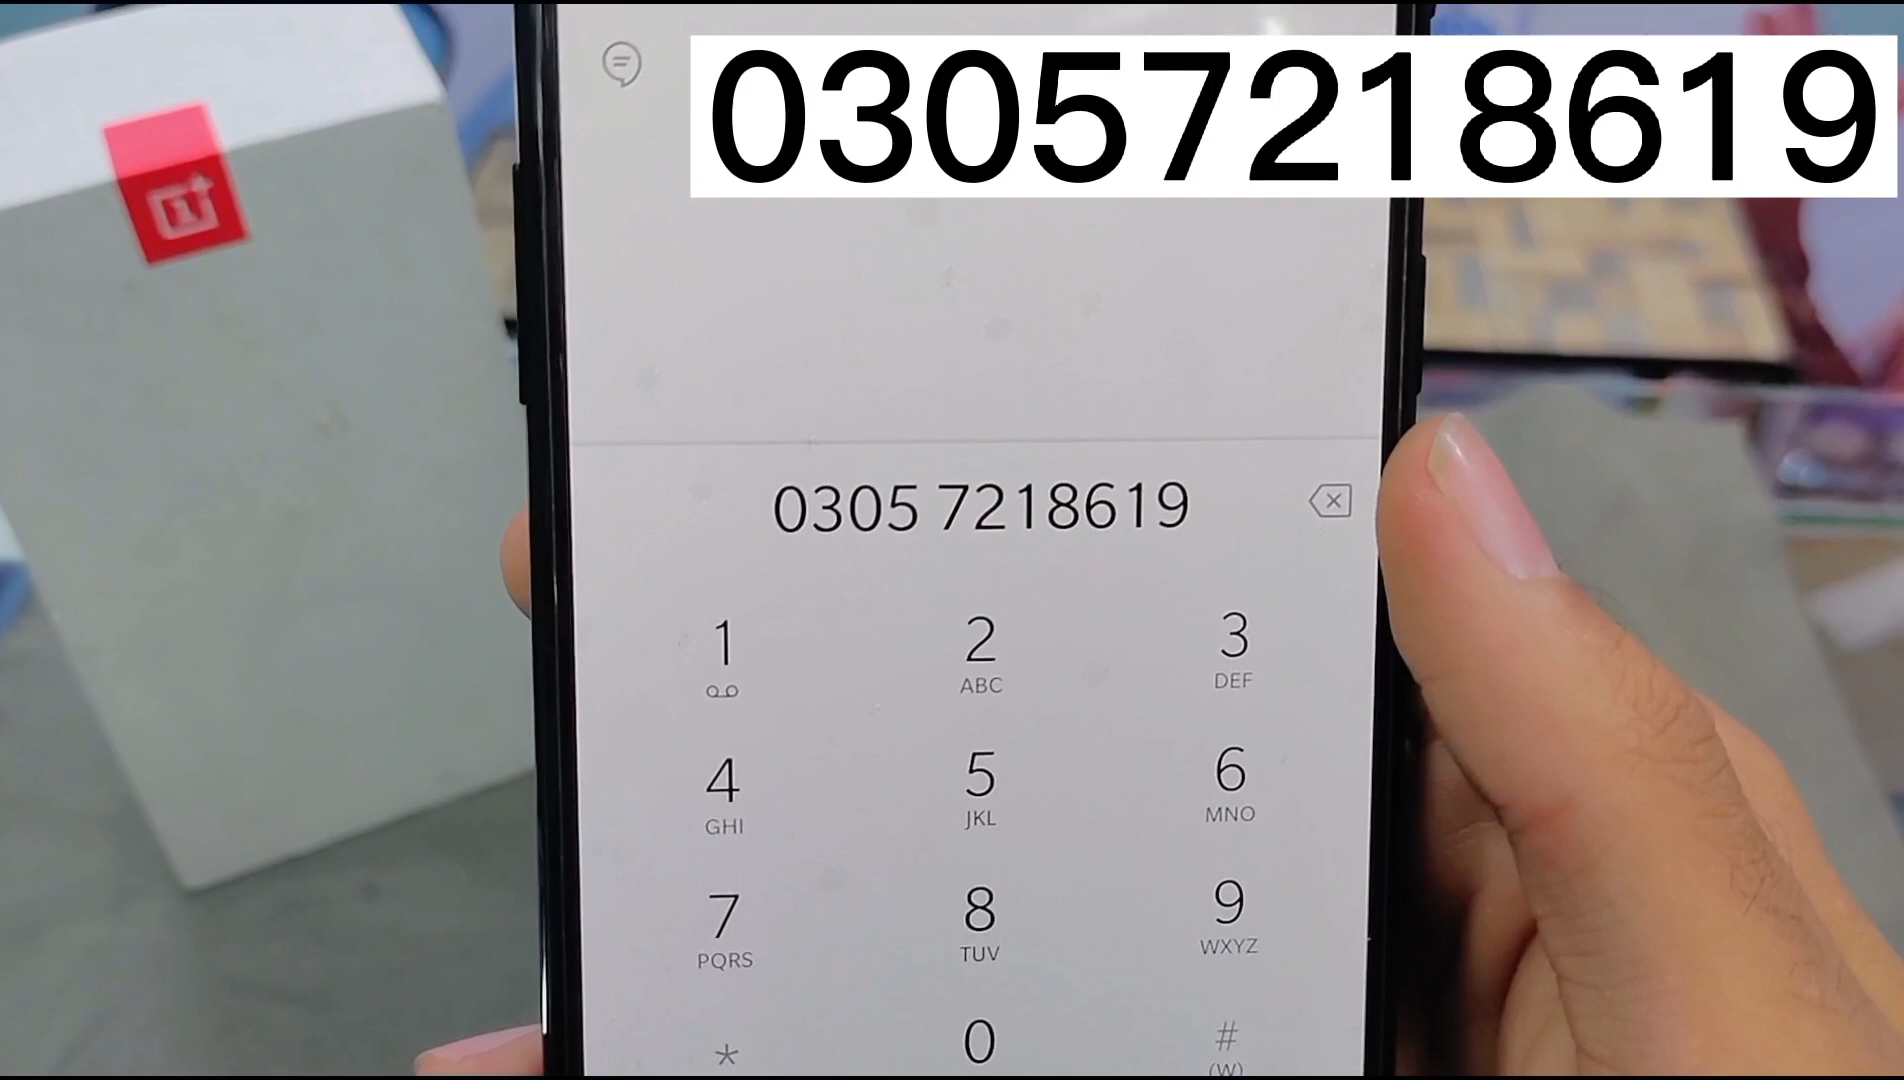 03057218619
0305 7218619
1 2 3
ABC DEF
4 5 6
GHI JKL MNO
7 8 9
PQRS TUV WXYZ
* 0 #
(W)